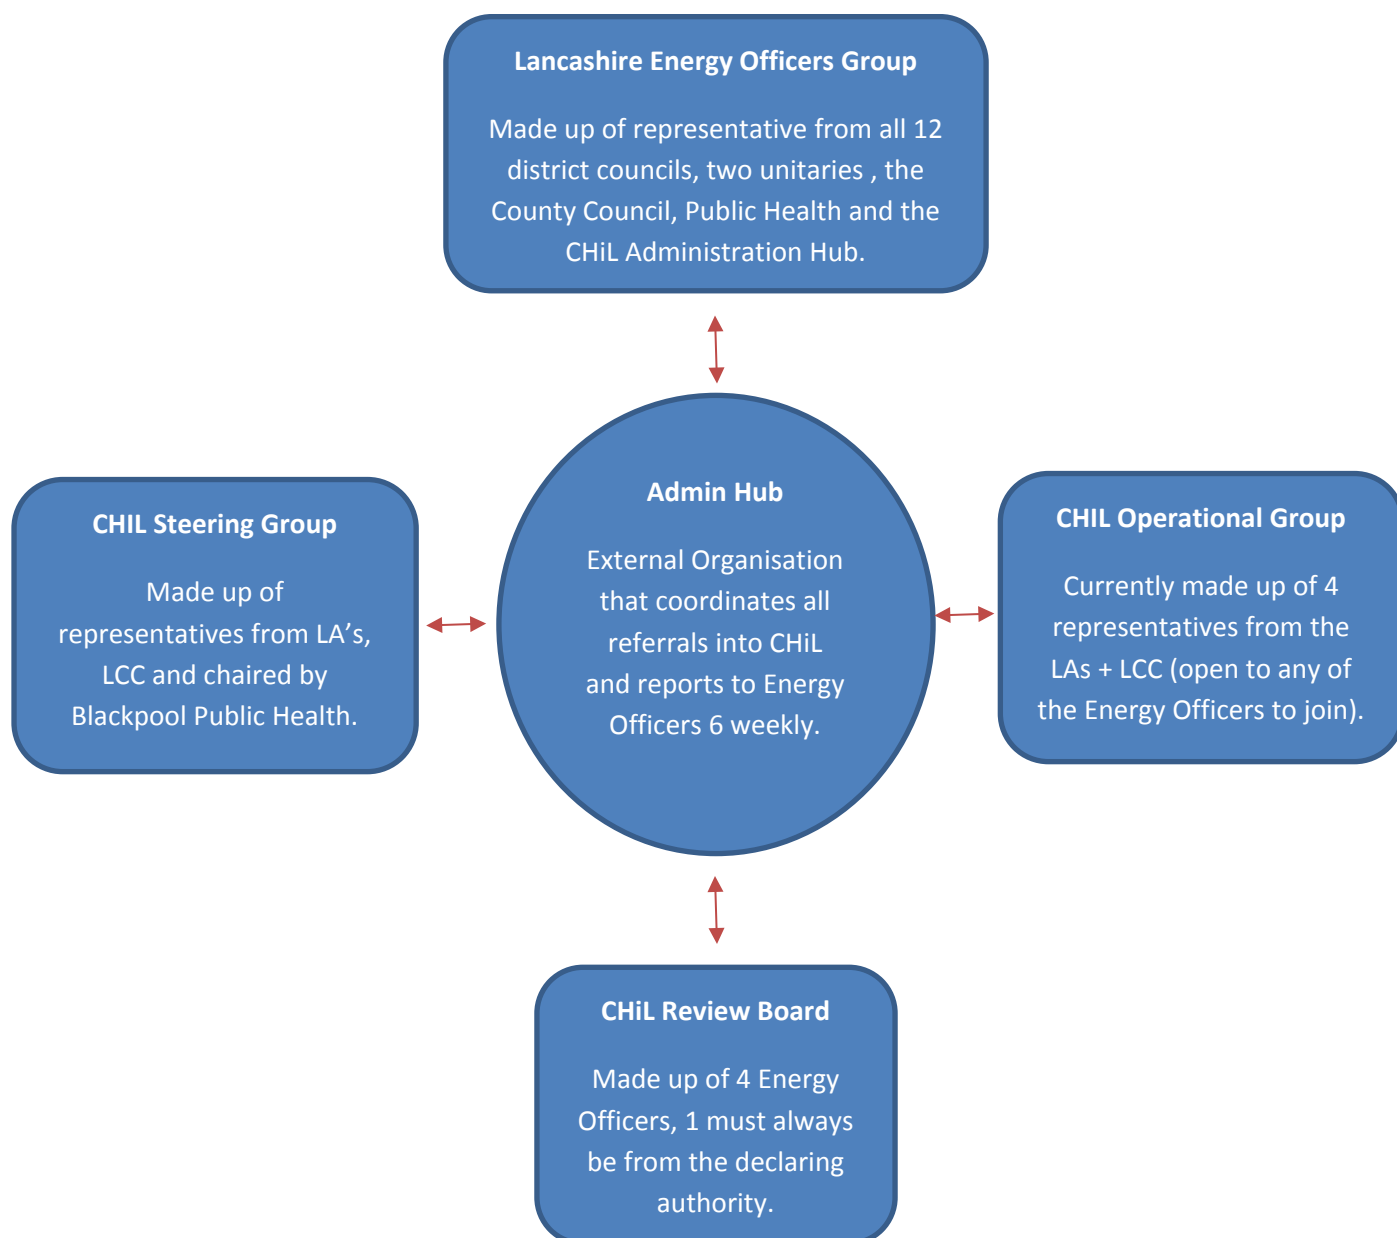 Lancashire Energy Officers Group
Made up of representative from all 12
district councils, two unitaries , the
County Council, Public Health and the
CHiL Administration Hub.
CHIL Steering Group
Made up of
representatives from LA’s,
LCC and chaired by
Blackpool Public Health.
Admin Hub
External Organisation
that coordinates all
referrals into CHiL
and reports to Energy
Officers 6 weekly.
CHIL Operational Group
Currently made up of 4
representatives from the
LAs + LCC (open to any of
the Energy Officers to join).
CHiL Review Board
Made up of 4 Energy
Officers, 1 must always
be from the declaring
authority.